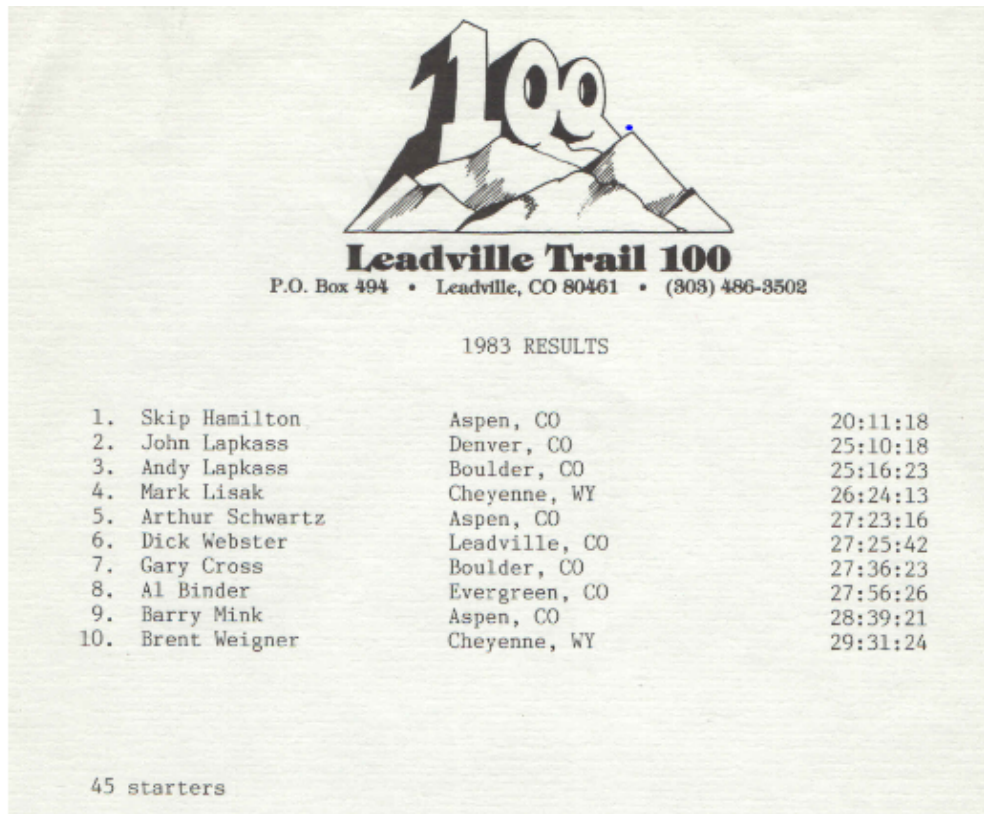 100
Leadville Trail 100
P.O. Box 494 • Leadville, CO 80461 • (303) 486-3502
1983 RESULTS
1. Skip Hamilton Aspen, CO 20:11:18
2. John Lapkass Denver, CO 25:10:18
3. Andy Lapkass Boulder, CO 25:16:23
4. Mark Lisak Cheyenne, WY 26:24:13
5. Arthur Schwartz Aspen, CO 27:23:16
6. Dick Webster Leadville, CO 27:25:42
7. Gary Cross Boulder, CO 27:36:23
8. Al Binder Evergreen, CO 27:56:26
9. Barry Mink Aspen, CO 28:39:21
10. Brent Weigner Cheyenne, WY 29:31:24
45 starters